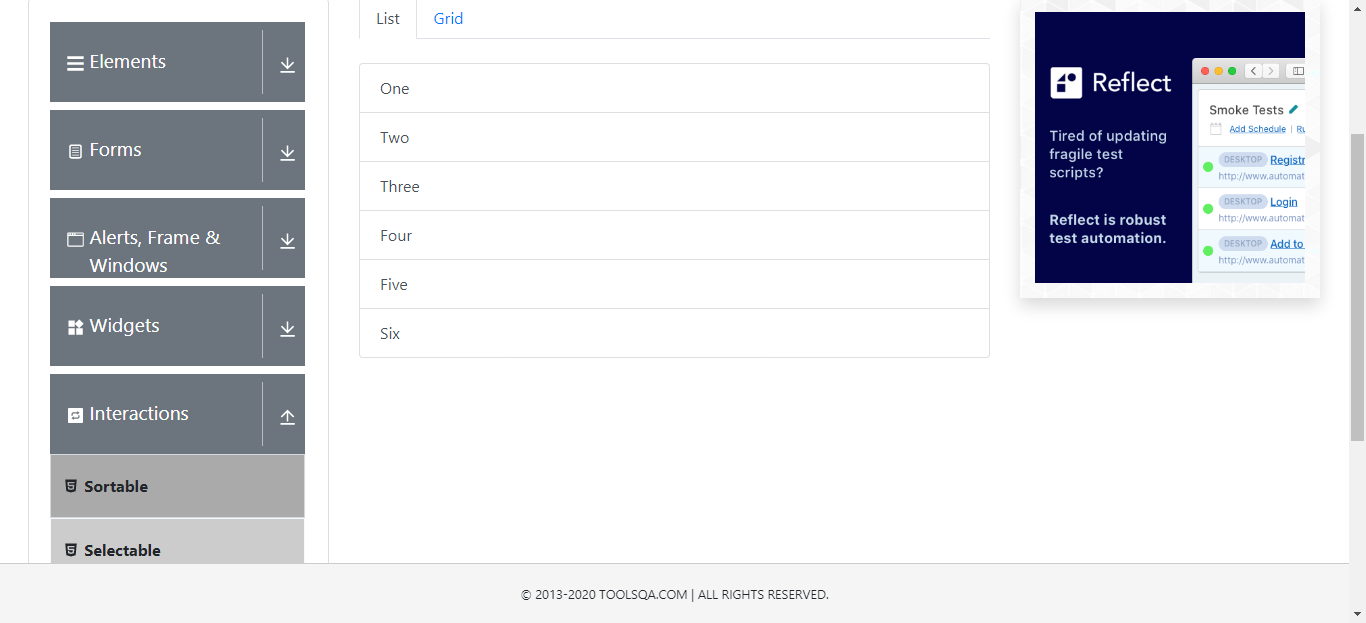 Elements
Forms
Alerts, Frame &
Windows
Widgets
Interactions
Sortable
Selectable
List
Grid
One
Two
Three
Four
Five
Six
Reflect
Tired of updating
fragile test
scripts?
Reflect is robust
test automation.
Smoke Tests
Add Schedule | Ru
DESKTOP Registr
http://www.automat
DESKTOP Login
http://www.automat
DESKTOP Add to
http://www.automat
© 2013-2020 TOOLSQA.COM | ALL RIGHTS RESERVED.